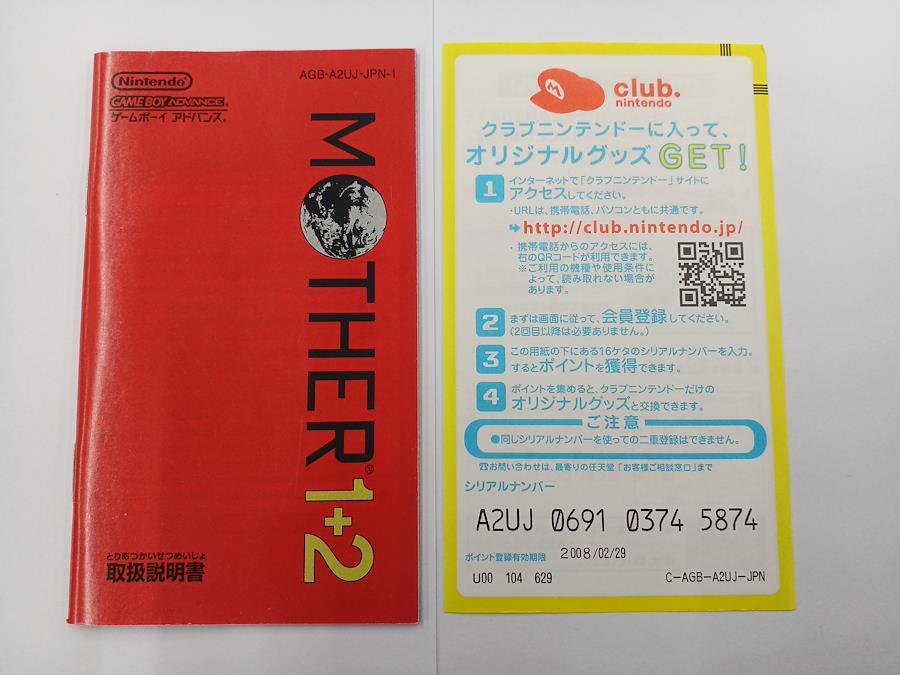 Nintendo
GAME BOY ADVANCE
ゲームボーイ アドバンス®
AGB-A2UJ-JPN-1
MOTHER®1+2
とりあつかいせつめいしょ
取扱説明書
M
club.
nintendo
クラブニンテンドーに入って、
オリジナルグッズGET!
1 インターネットで「クラブニンテンドー」サイトに
アクセスしてください。
・URLは、携帯電話、パソコンともに共通です。
http://club.nintendo.jp/
・携帯電話からのアクセスには、
右のQRコードが利用できます。
※ご利用の機種や使用条件に
よって、読み取れない場合が
あります。
2 まずは画面に従って、会員登録してください。
(2回目以降は必要ありません。)
3 この用紙の下にある16ケタのシリアルナンバーを入力。
するとポイントを獲得できます。
4 ポイントを集めると、クラブニンテンドーだけの
オリジナルグッズと交換できます。
ご注意
●同じシリアルナンバーを使っての二重登録はできません。
☎お問い合わせは、最寄りの任天堂「お客様ご相談窓口」まで
シリアルナンバー
A2UJ 0691 0374 5874
ポイント登録有効期限 2008/02/29
U00 104 629
C-AGB-A2UJ-JPN